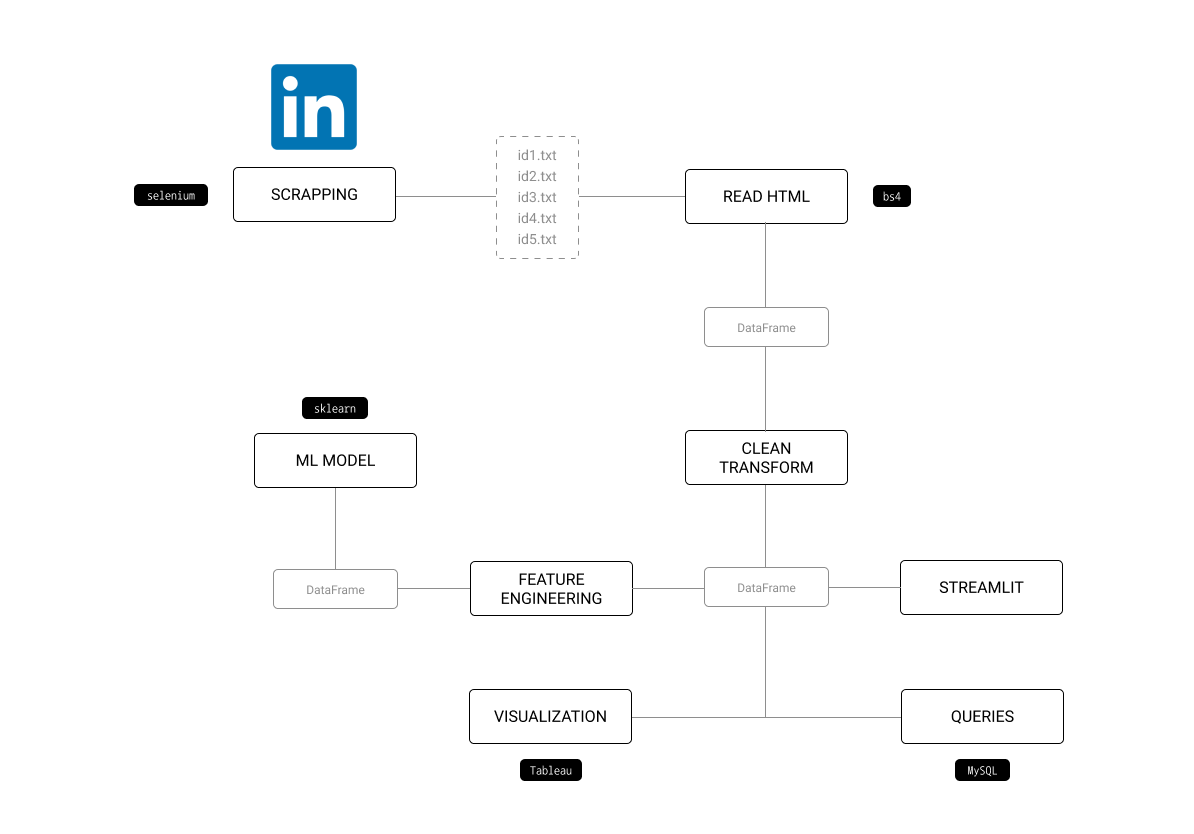 in
selenium
SCRAPPING
id1.txt
id2.txt
id3.txt
id4.txt
id5.txt
READ HTML
bs4
DataFrame
sklearn
ML MODEL
CLEAN
TRANSFORM
DataFrame
FEATURE
ENGINEERING
DataFrame
STREAMLIT
VISUALIZATION
QUERIES
Tableau
MySQL